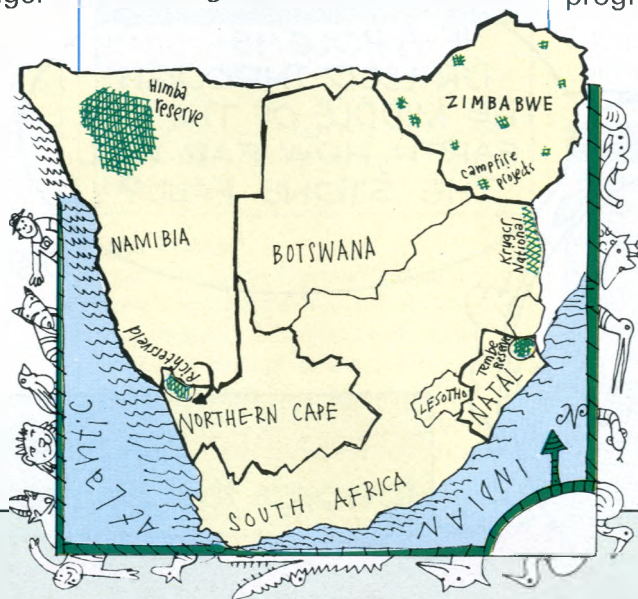 progr
Himba
reserve
ZIMBABWE
campfire
projects
NAMIBIA
BOTSWANA
Kruger
National
Richtersveld
Tembe
Reserve
NATAL
LESOTHO
NORTHERN CAPE
SOUTH AFRICA
Atlantic
INDIAN
N